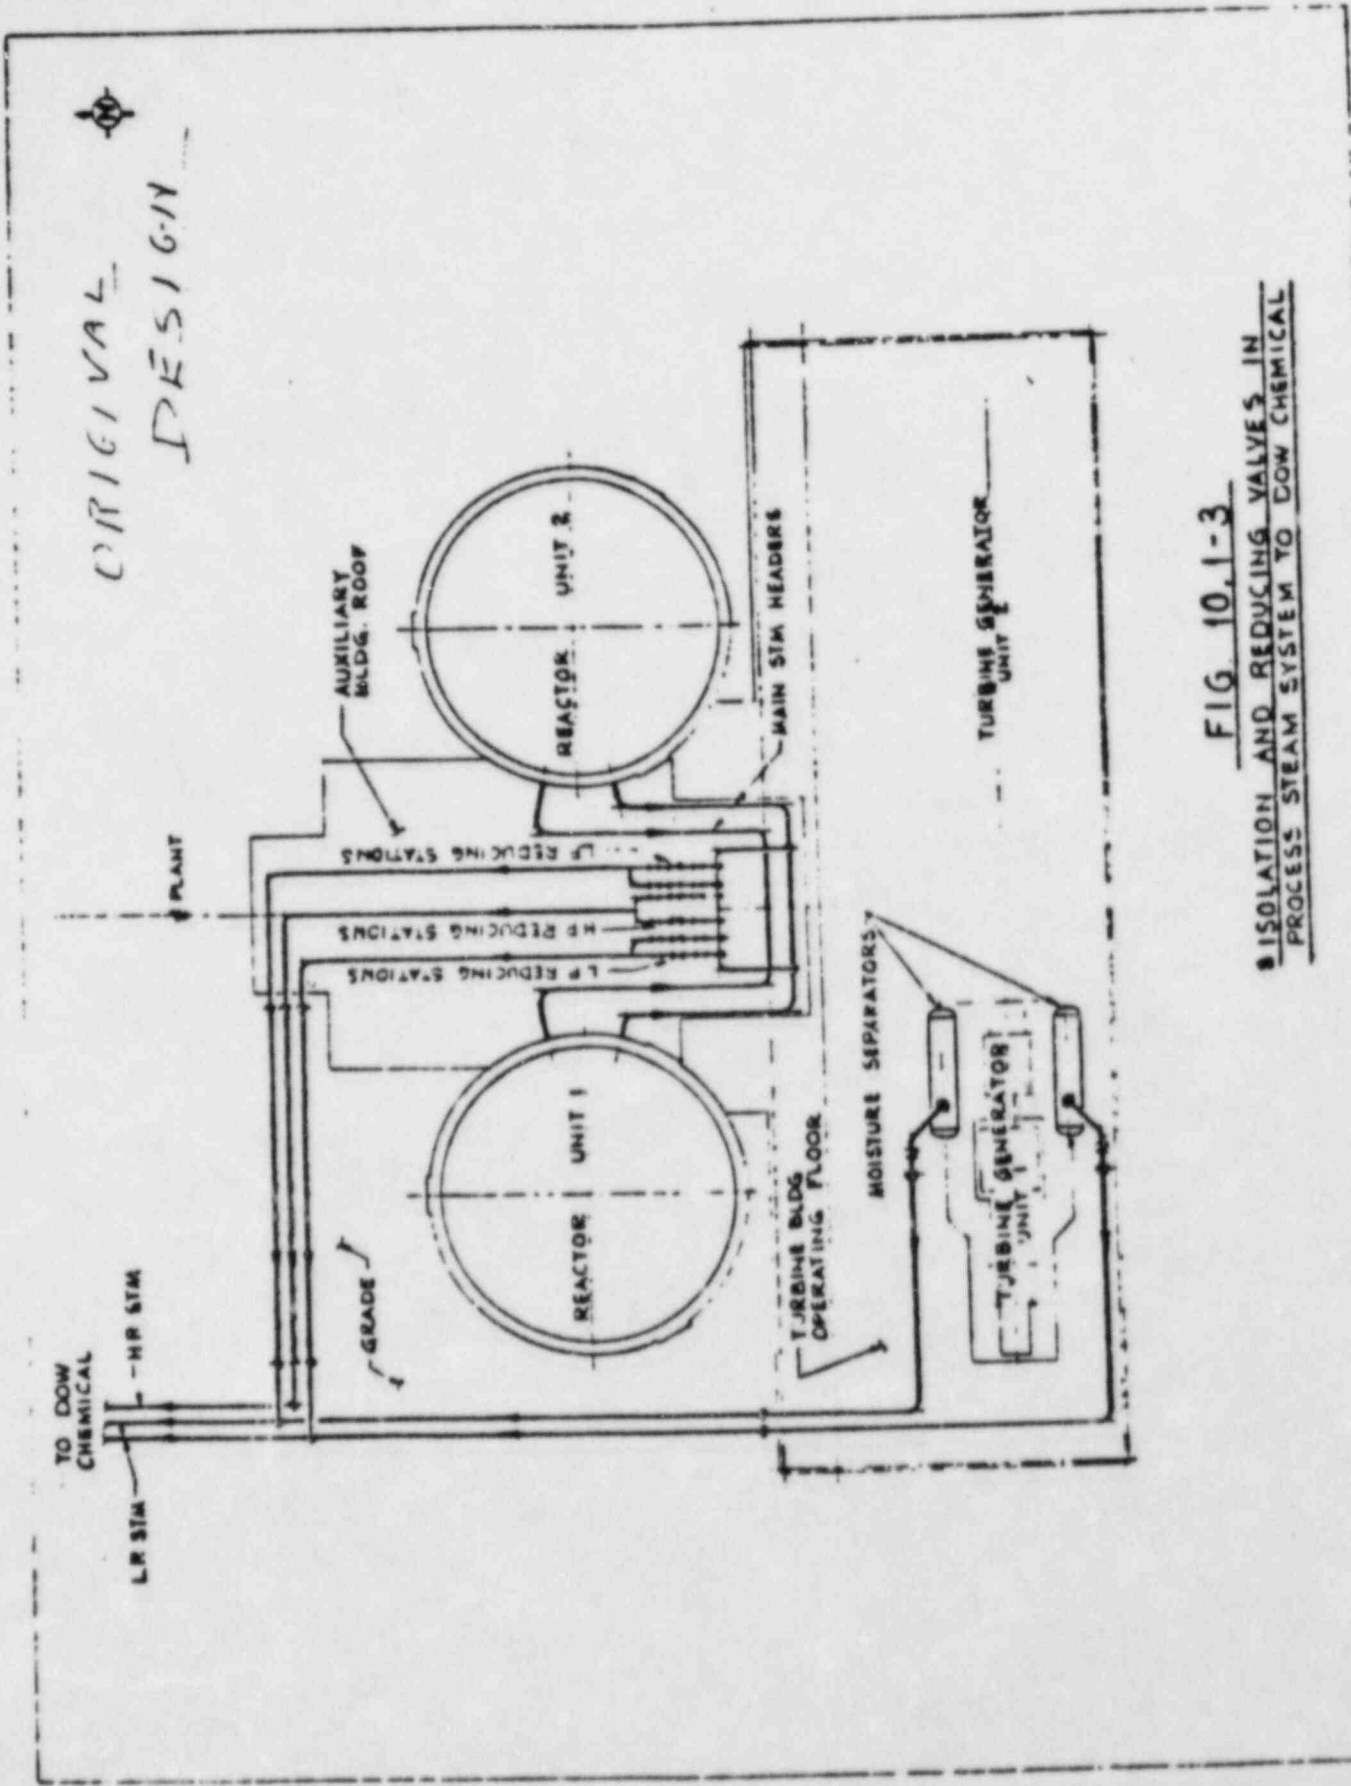 ORIGINAL
DESIGN
N
TO DOW
CHEMICAL
LP STM
HP STM
PLANT
AUXILIARY
BLDG. ROOF
GRADE
LP REDUCING STATIONS
HP REDUCING STATIONS
LP REDUCING STATIONS
REACTOR UNIT 1
REACTOR UNIT 2
MAIN STM HEADERS
TURBINE BLDG
OPERATING FLOOR
MOISTURE SEPARATORS
TURBINE GENERATOR
UNIT 1
TURBINE GENERATOR
UNIT 2
FIG 10.1-3
ISOLATION AND REDUCING VALVES IN
PROCESS STEAM SYSTEM TO DOW CHEMICAL